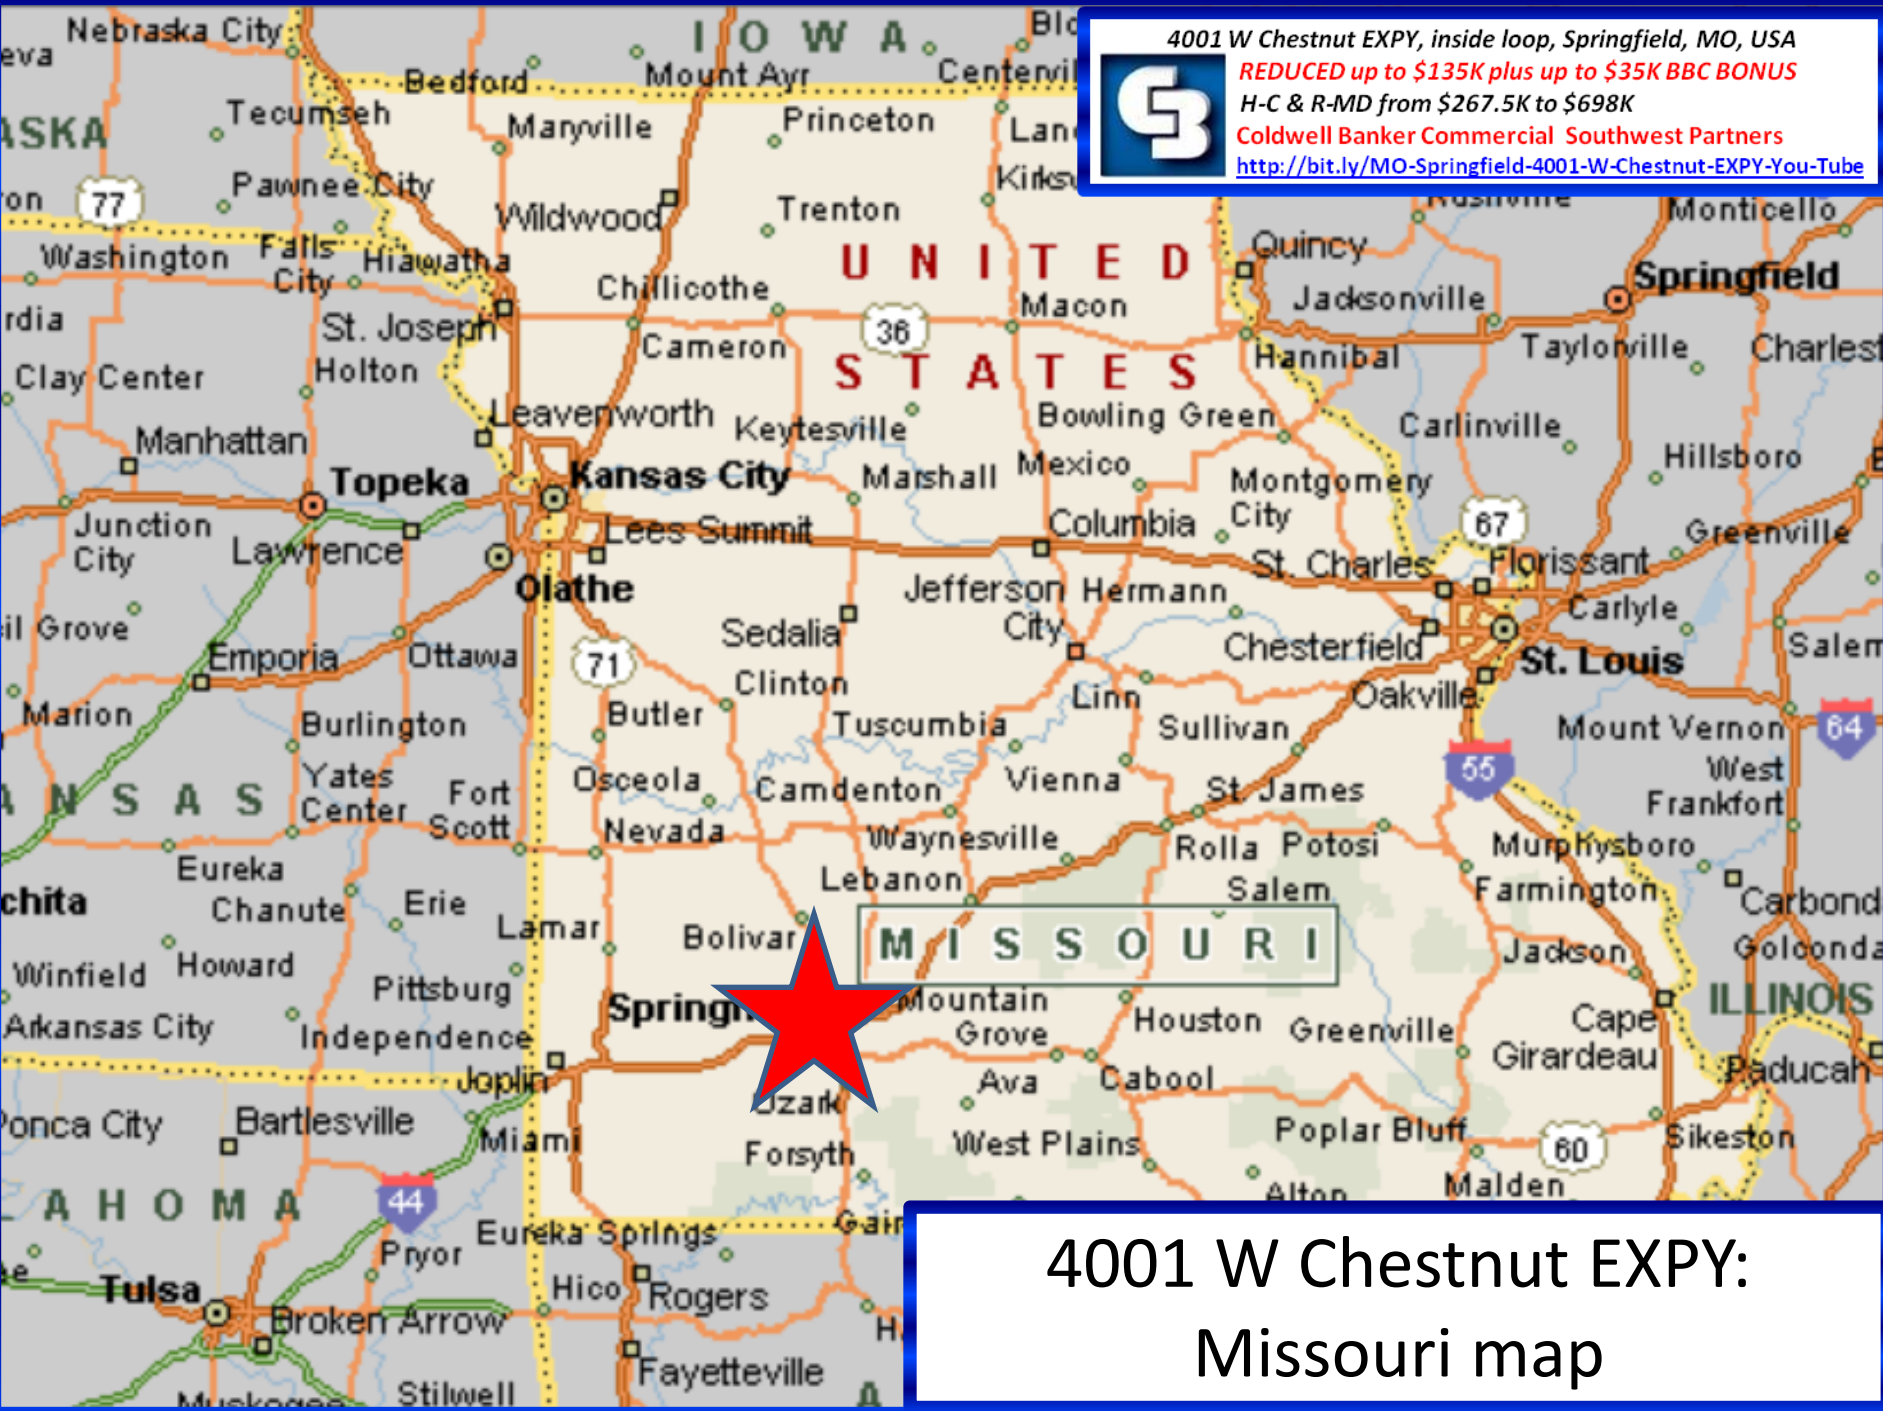 4001 W Chestnut EXPY, inside loop, Springfield, MO, USA
REDUCED up to $135K plus up to $35K BBC BONUS
H-C & R-MD from $267.5K to $698K
Coldwell Banker Commercial Southwest Partners
http://bit.ly/MO-Springfield-4001-W-Chestnut-EXPY-You-Tube
CB
Nebraska City
IOWA
Bedford
Mount Ayr
Tecumseh
Maryville
Princeton
77
Pawnee City
Wildwood
Trenton
Monticello
Washington
Falls
City
Hiawatha
UNITED
Quincy
Springfield
Chillicothe
Macon
Jacksonville
St. Joseph
36
Cameron
Hannibal
Taylorville
Clay Center
Holton
STATES
Leavenworth
Keytesville
Bowling Green
Carlinville
Manhattan
Hillsboro
Topeka
Kansas City
Marshall
Mexico
Montgomery
City
Junction
City
Lawrence
Lees Summit
Columbia
67
Greenville
St. Charles
Florissant
Olathe
Jefferson
City
Hermann
Carlyle
Sedalia
Chesterfield
St. Louis
Emporia
Ottawa
71
Clinton
Linn
Oakville
Marion
Burlington
Butler
Tuscumbia
Sullivan
Mount Vernon
64
Yates
Center
Fort
Scott
Osceola
Camdenton
Vienna
St. James
55
West
Frankfort
Nevada
Waynesville
Rolla
Potosi
Murphysboro
Eureka
Chanute
Erie
Lebanon
Salem
Farmington
Lamar
Bolivar
MISSOURI
Jackson
Golconda
Winfield
Howard
Pittsburg
Mountain
Grove
Houston
Greenville
Cape
Girardeau
ILLINOIS
Arkansas City
Independence
Joplin
Ava
Cabool
Paducah
Bartlesville
Miami
Ozark
Forsyth
West Plains
Poplar Bluff
60
Sikeston
44
Alton
Malden
Eureka Springs
Pryor
Tulsa
Hico
Rogers
Broken Arrow
Fayetteville
Stilwell
4001 W Chestnut EXPY:
Missouri map